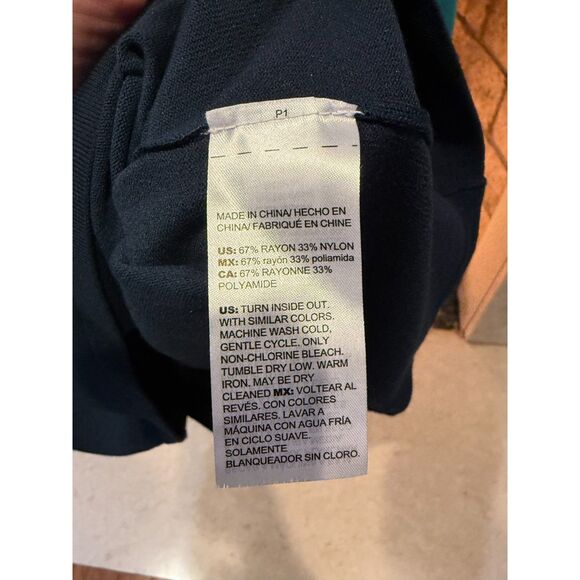 P1
MADE IN CHINA/ HECHO EN
CHINA/ FABRIQUÉ EN CHINE
US: 67% RAYON 33% NYLON
MX: 67% rayón 33% poliamida
CA: 67% RAYONNE 33%
POLYAMIDE
US: TURN INSIDE OUT.
WITH SIMILAR COLORS.
MACHINE WASH COLD,
GENTLE CYCLE. ONLY
NON-CHLORINE BLEACH.
TUMBLE DRY LOW. WARM
IRON. MAY BE DRY
CLEANED MX: VOLTEAR AL
REVÉS. CON COLORES
SIMILARES. LAVAR A
MÁQUINA CON AGUA FRÍA
EN CICLO SUAVE.
SOLAMENTE
BLANQUEADOR SIN CLORO.